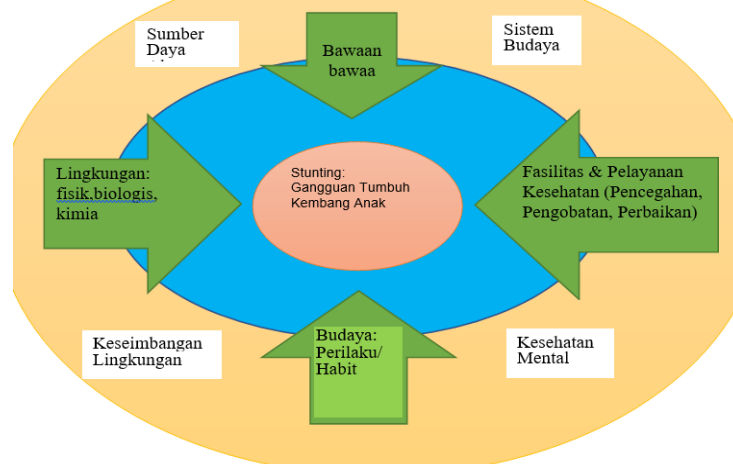 Sumber
Daya
Sistem
Budaya
Bawaan
bawaa
Lingkungan:
fisik,biologis,
kimia
Stunting:
Gangguan Tumbuh
Kembang Anak
Fasilitas & Pelayanan
Kesehatan (Pencegahan,
Pengobatan, Perbaikan)
Keseimbangan
Lingkungan
Budaya:
Perilaku/
Habit
Kesehatan
Mental